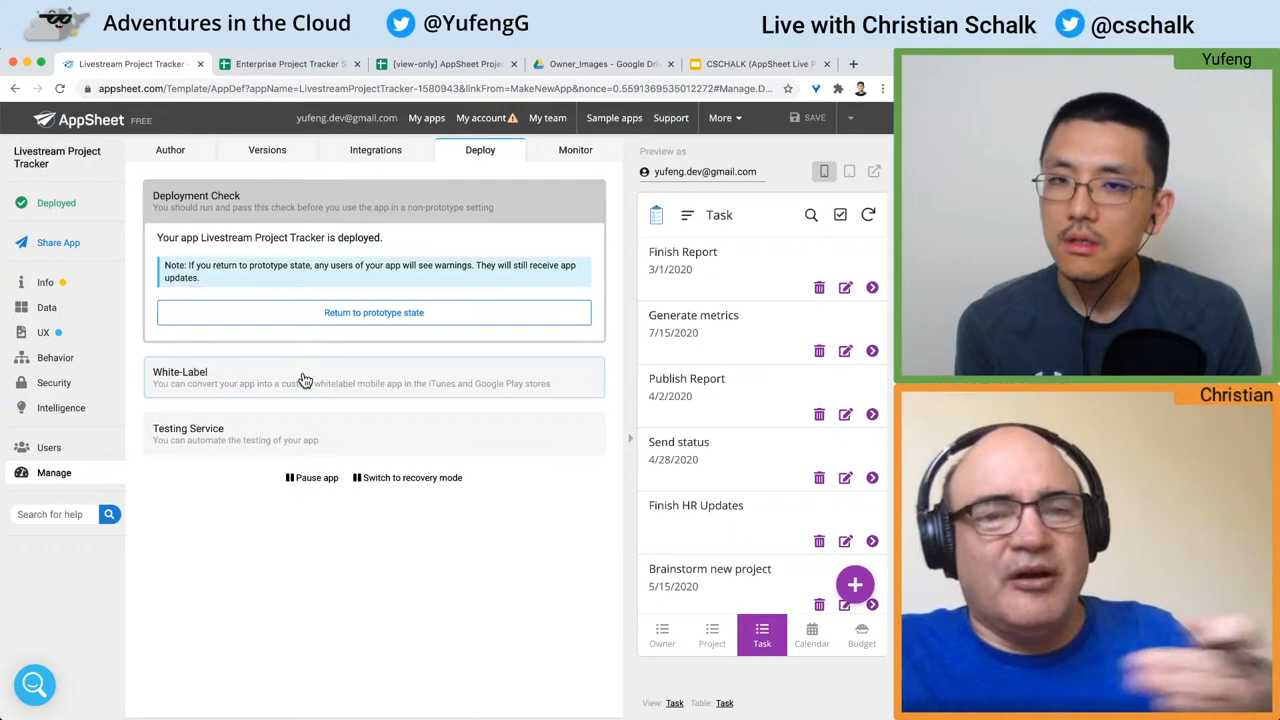 Adventures in the Cloud
@YufengG
Live with Christian Schalk
@cschalk
Livestream Project Tracker -
Enterprise Project Tracker S
[view-only] AppSheet Proje
Owner_Images - Google Dri
CSCHALK (AppSheet Live P
appsheet.com/Template/AppDef?appName=LivestreamProjectTracker-1580943&linkFrom=MakeNewApp&nonce=0.5591369535012272#Manage.D...
AppSheet FREE
yufeng.dev@gmail.com
My apps
My account
My team
Sample apps
Support
More
SAVE
Livestream Project
Tracker
Deployed
Share App
Info
Data
UX
Behavior
Security
Intelligence
Users
Manage
Search for help
Author
Versions
Integrations
Deploy
Monitor
Deployment Check
You should run and pass this check before you use the app in a non-prototype setting
Your app Livestream Project Tracker is deployed.
Note: If you return to prototype state, any users of your app will see warnings. They will still receive app
updates.
Return to prototype state
White-Label
You can convert your app into a whitelabel mobile app in the iTunes and Google Play stores
Testing Service
You can automate the testing of your app
Pause app
Switch to recovery mode
Preview as
yufeng.dev@gmail.com
Task
Finish Report
3/1/2020
Generate metrics
7/15/2020
Publish Report
4/2/2020
Send status
4/28/2020
Finish HR Updates
Brainstorm new project
5/15/2020
Owner
Project
Task
Calendar
Budget
View: Task Table: Task
Yufeng
Christian